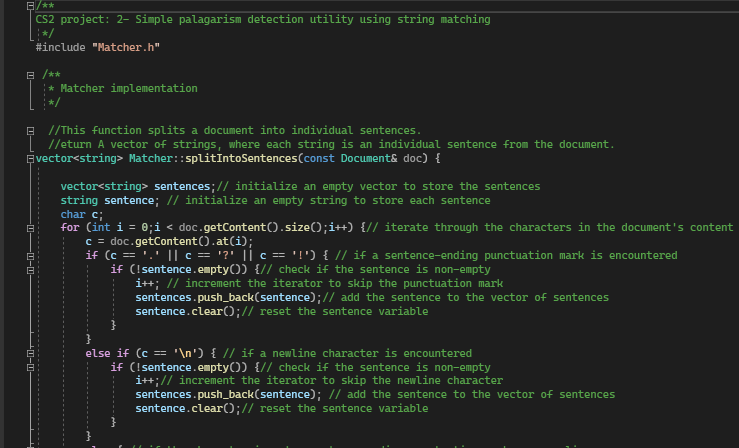 /**
CS2 project: 2- Simple palagarism detection utility using string matching
*/
#include "Matcher.h"
/**
* Matcher implementation
*/
//This function splits a document into individual sentences.
//eturn A vector of strings, where each string is an individual sentence from the document.
vector<string> Matcher::splitIntoSentences(const Document& doc) {
vector<string> sentences;// initialize an empty vector to store the sentences
string sentence; // initialize an empty string to store each sentence
char c;
for (int i = 0;i < doc.getContent().size();i++) {// iterate through the characters in the document's content
c = doc.getContent().at(i);
if (c == '.' || c == '?' || c == '!') { // if a sentence-ending punctuation mark is encountered
if (!sentence.empty()) {// check if the sentence is non-empty
i++; // increment the iterator to skip the punctuation mark
sentences.push_back(sentence);// add the sentence to the vector of sentences
sentence.clear();// reset the sentence variable
}
}
else if (c == '\n') { // if a newline character is encountered
if (!sentence.empty()) {// check if the sentence is non-empty
i++;// increment the iterator to skip the newline character
sentences.push_back(sentence); // add the sentence to the vector of sentences
sentence.clear();// reset the sentence variable
}
}